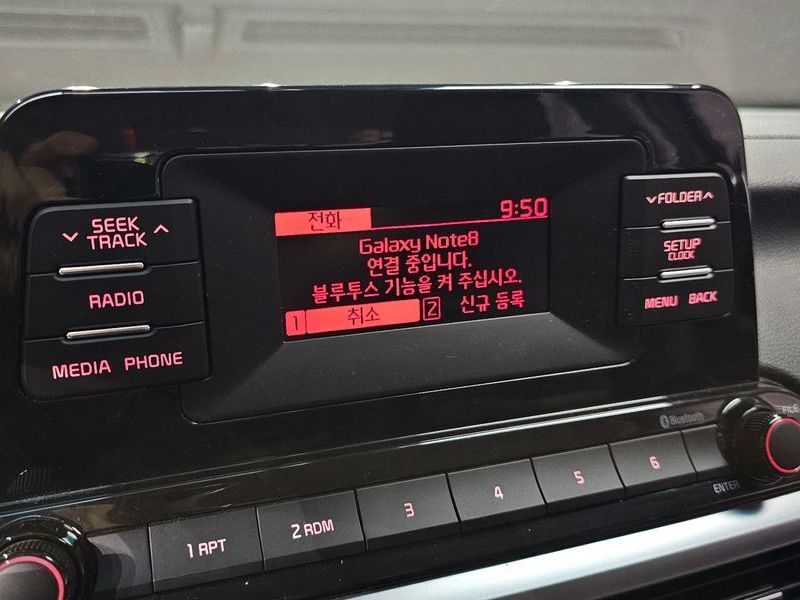 전화 9:50
Galaxy Note8
연결 중입니다.
블루투스 기능을 켜 주십시오.
1 취소 2 신규 등록
SEEK
TRACK
RADIO
MEDIA PHONE
FOLDER
SETUP
CLOCK
MENU BACK
Bluetooth
FILE
ENTER
1 RPT
2 RDM
3
4
5
6